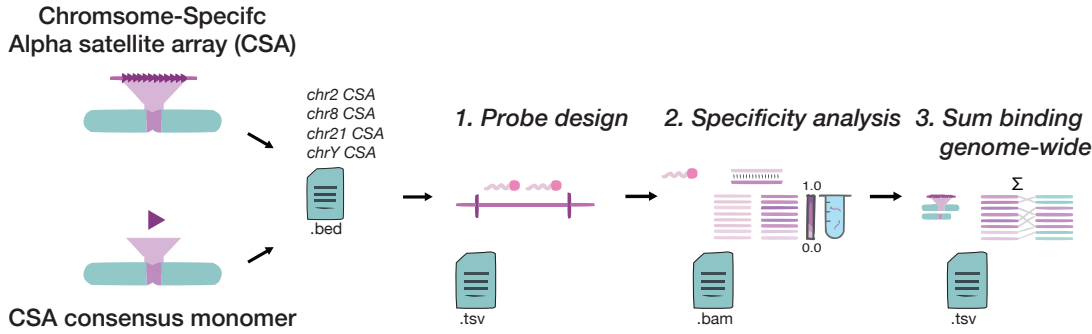 Chromsome-Specifc
Alpha satellite array (CSA)
chr2 CSA
chr8 CSA
chr21 CSA
chrY CSA
.bed
CSA consensus monomer
1. Probe design
.tsv
2. Specificity analysis
1.0
0.0
.bam
3. Sum binding
genome-wide
Σ
.tsv